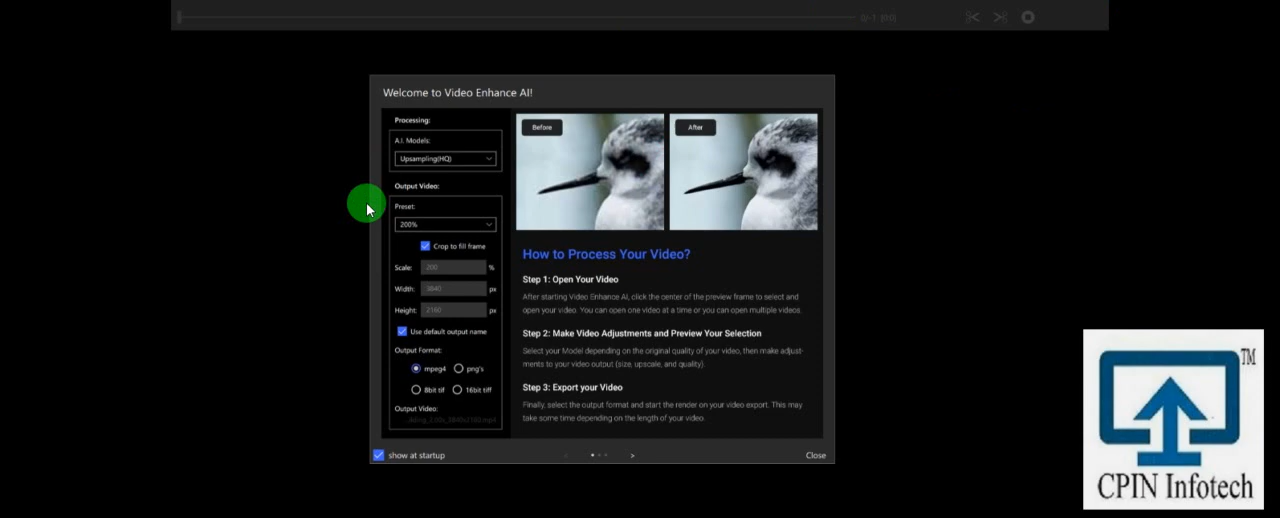 0/-1 [0:0]
Welcome to Video Enhance AI!
Processing:
A.I. Models:
Upsampling(HQ)
Output Video:
Preset:
200%
Crop to fill frame
Scale: 200 %
Width: 3840 px
Height: 2160 px
Use default output name
Output Format:
mpeg4 png's
8bit tif 16bit tiff
Output Video:
Before
After
How to Process Your Video?
Step 1: Open Your Video
After starting Video Enhance AI, click the center of the preview frame to select and
open your video. You can open one video at a time or you can open multiple videos.
Step 2: Make Video Adjustments and Preview Your Selection
Select your Model depending on the original quality of your video, then make adjust-
ments to your video output (size, upscale, and quality).
Step 3: Export your Video
Finally, select the output format and start the render on your video export. This may
take some time depending on the length of your video.
show at startup
Close
TM
CPIN Infotech